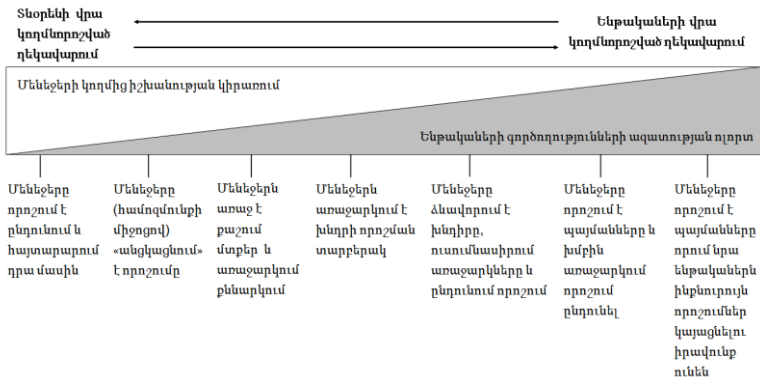 Տնօրենի վրա
կողմնորոշված
ղեկավարում
Ենթակաների վրա
կողմնորոշված ղեկավարում
Մենեջերի կողմից իշխանության կիրառում
Ենթակաների գործողությունների ազատության ոլորտ
Մենեջերը
որոշում է
ընդունում և
հայտարարում
դրա մասին
Մենեջերը
(համոզմունքի
միջոցով)
«անցկացնում»
է որոշումը
Մենեջերն
առաջ է
քաշում
մտքեր և
առաջարկում
քննարկում
Մենեջերն
առաջարկում է
խնդրի որոշման
տարբերակ
Մենեջերը
ձևավորում է
խնդիրը,
ուսումնասիրում
առաջարկները և
ընդունում որոշում
Մենեջերը
որոշում է
պայմանները և
խմբին
առաջարկում
որոշում
ընդունել
Մենեջերը
որոշում է
պայմանները
որում նրա
ենթականերն
ինքնուրույն
որոշումներ
կայացնելու
իրավունք
ունեն